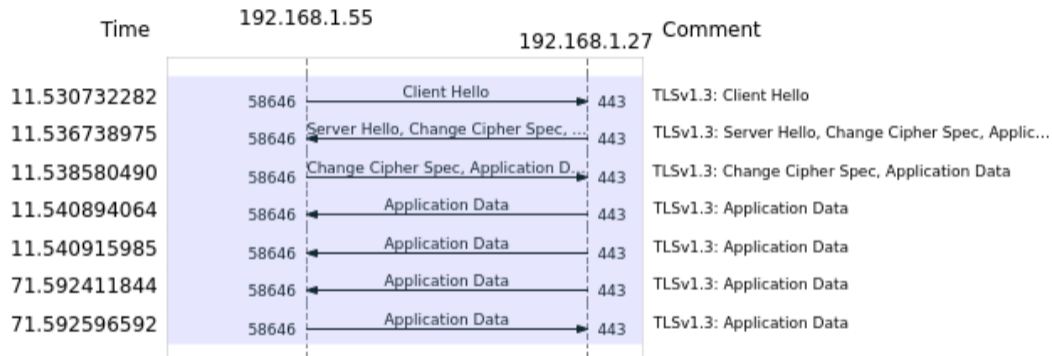 Time 192.168.1.55 192.168.1.27 Comment
11.530732282 58646 Client Hello 443 TLSv1.3: Client Hello
11.536738975 58646 Server Hello, Change Cipher Spec, ... 443 TLSv1.3: Server Hello, Change Cipher Spec, Applic...
11.538580490 58646 Change Cipher Spec, Application D... 443 TLSv1.3: Change Cipher Spec, Application Data
11.540894064 58646 Application Data 443 TLSv1.3: Application Data
11.540915985 58646 Application Data 443 TLSv1.3: Application Data
71.592411844 58646 Application Data 443 TLSv1.3: Application Data
71.592596592 58646 Application Data 443 TLSv1.3: Application Data